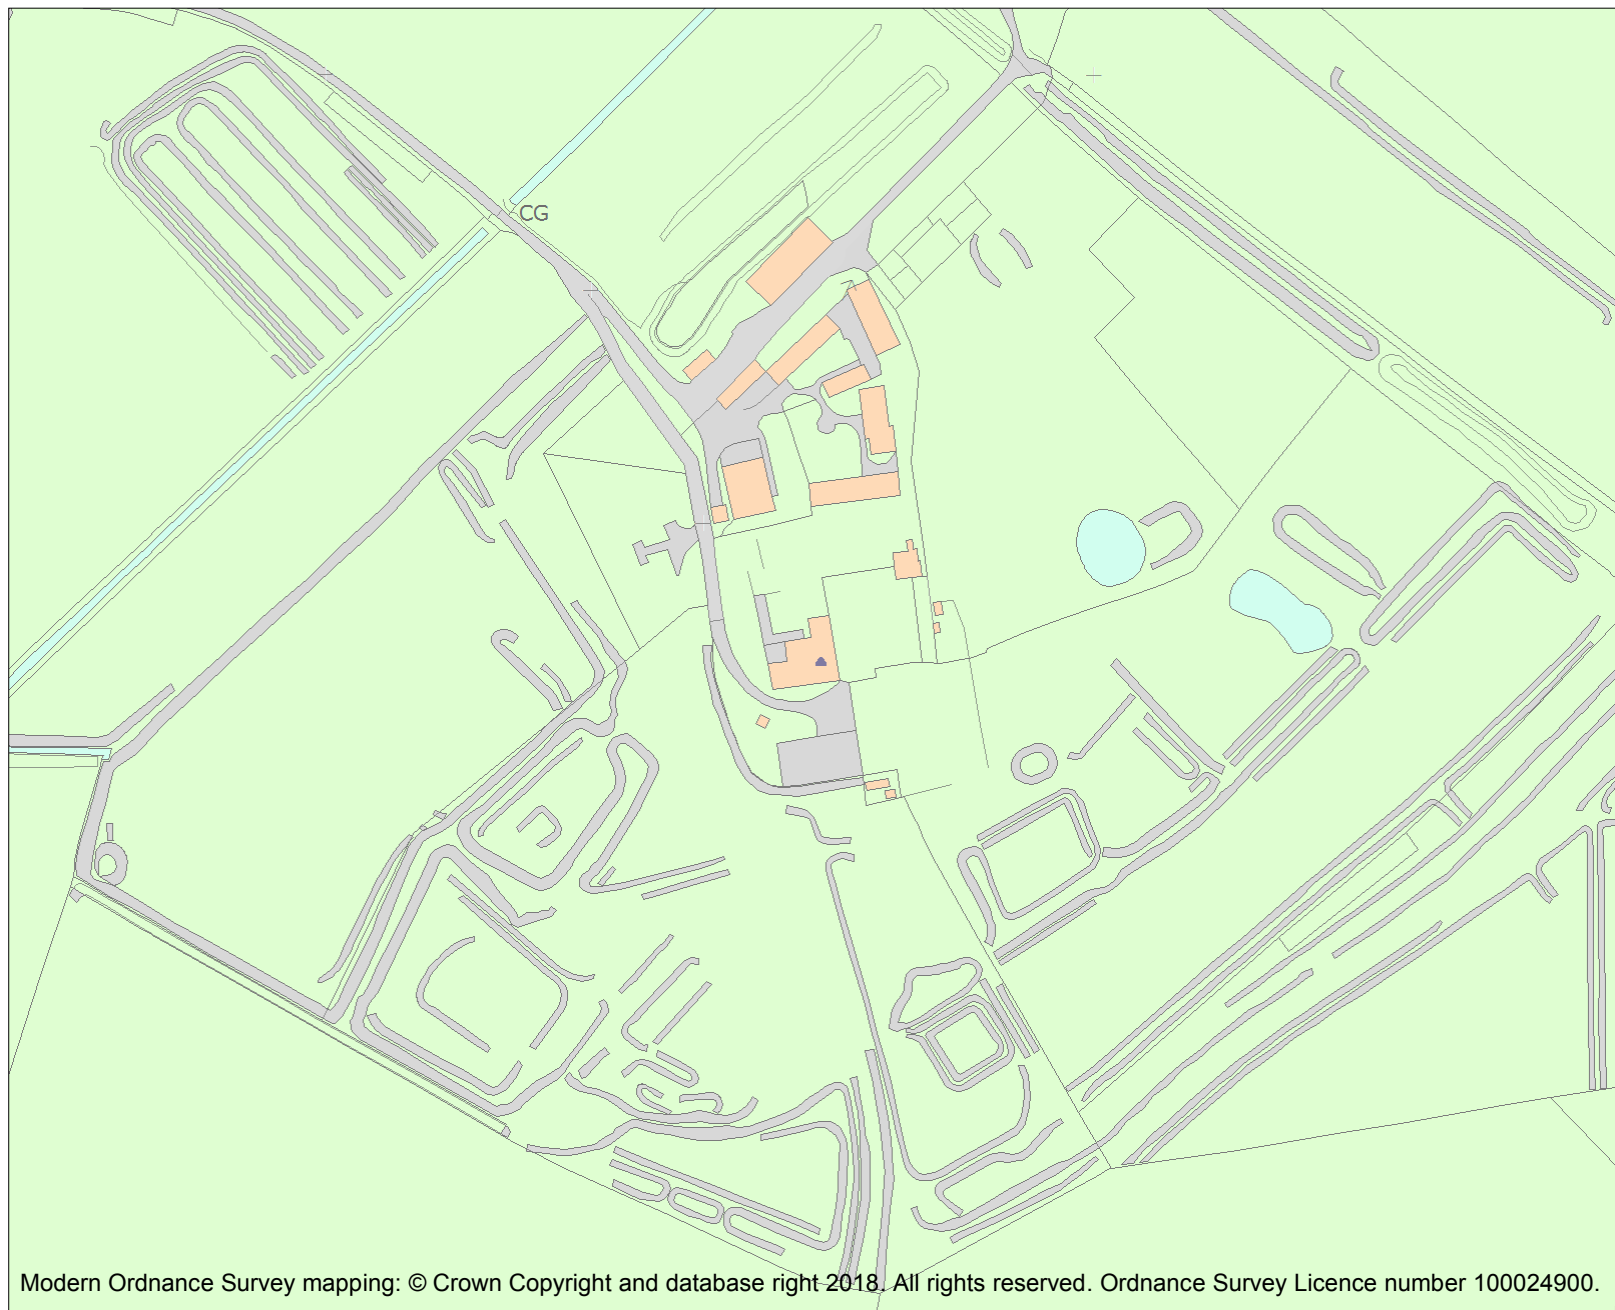 CG
Modern Ordnance Survey mapping: © Crown Copyright and database right 2018. All rights reserved. Ordnance Survey Licence number 100024900.